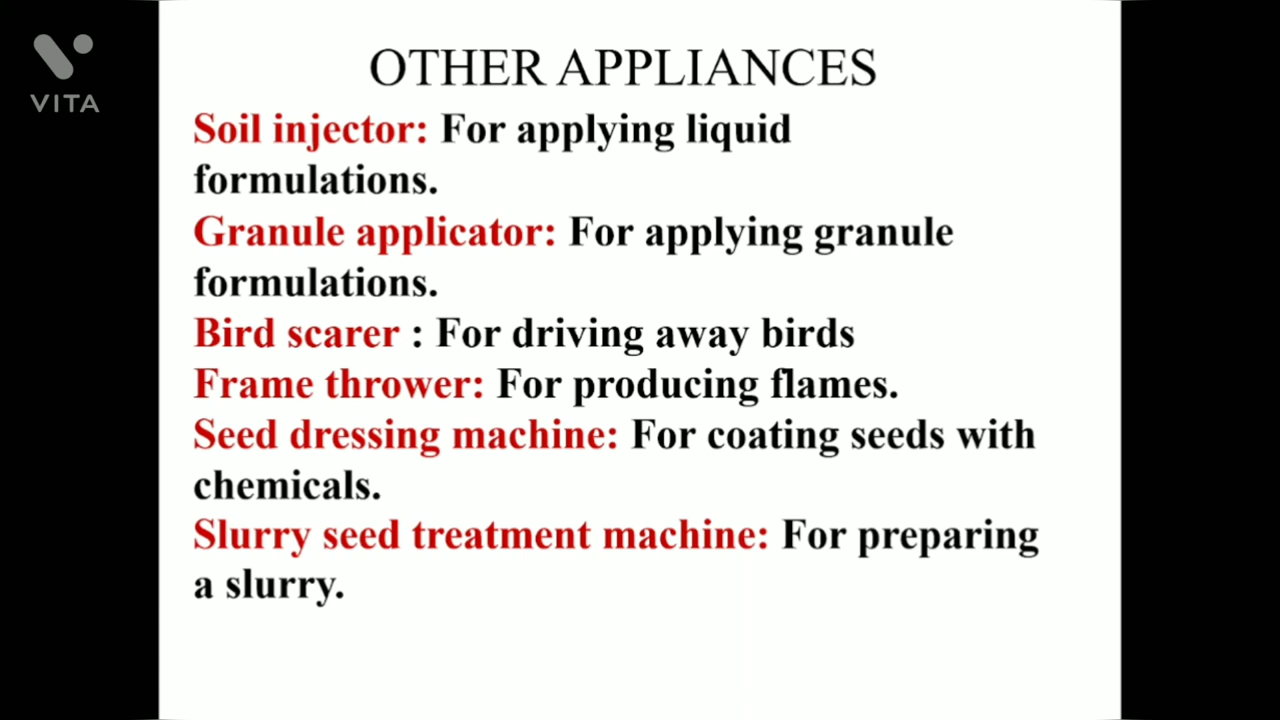 VITA
OTHER APPLIANCES
Soil injector: For applying liquid
formulations.
Granule applicator: For applying granule
formulations.
Bird scarer : For driving away birds
Frame thrower: For producing flames.
Seed dressing machine: For coating seeds with
chemicals.
Slurry seed treatment machine: For preparing
a slurry.